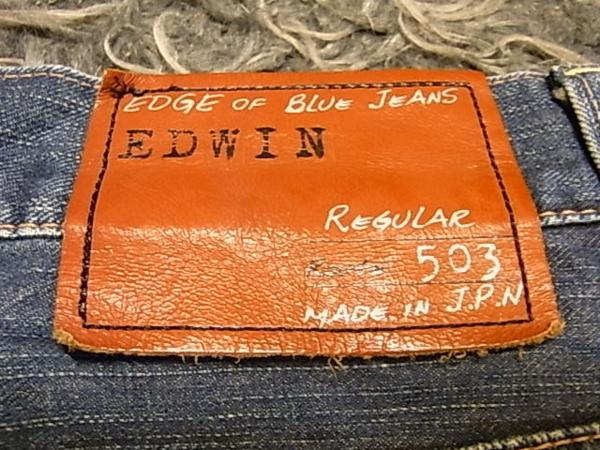 EDGE OF BLUE JEANS
EDWIN
REGULAR
503
MADE IN J.P.N